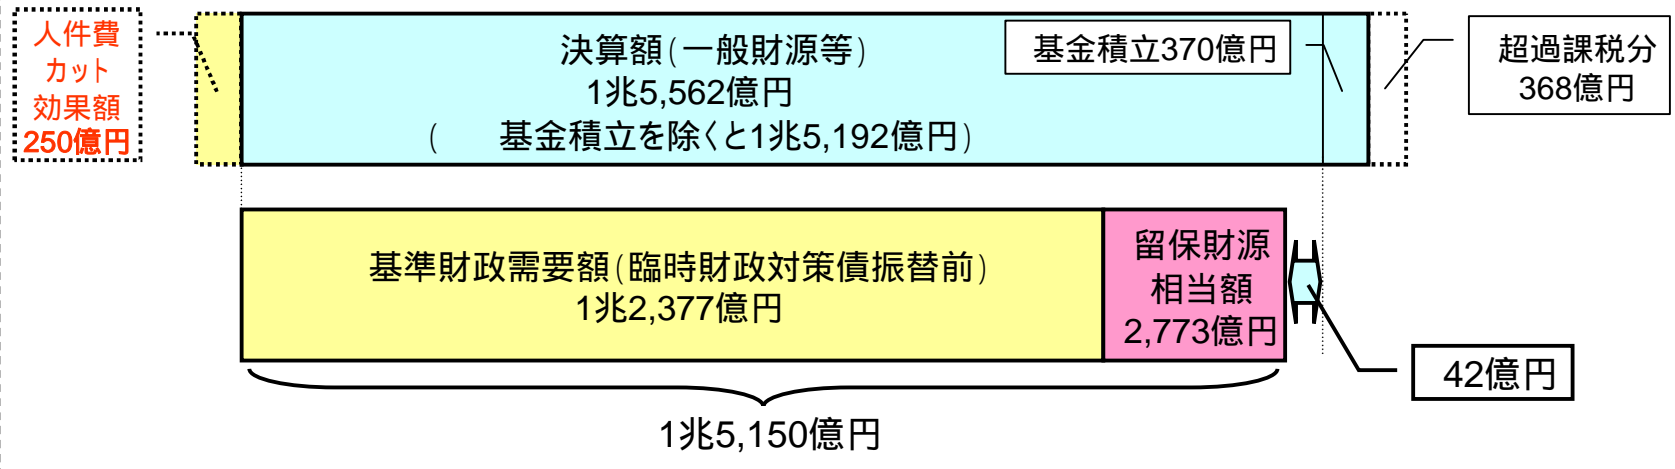 人件費
カット
効果額
250億円
決算額(一般財源等)
1兆5,562億円
(　　基金積立を除くと1兆5,192億円)
基金積立370億円
超過課税分
368億円
基準財政需要額(臨時財政対策債振替前)
1兆2,377億円
留保財源
相当額
2,773億円
42億円
1兆5,150億円